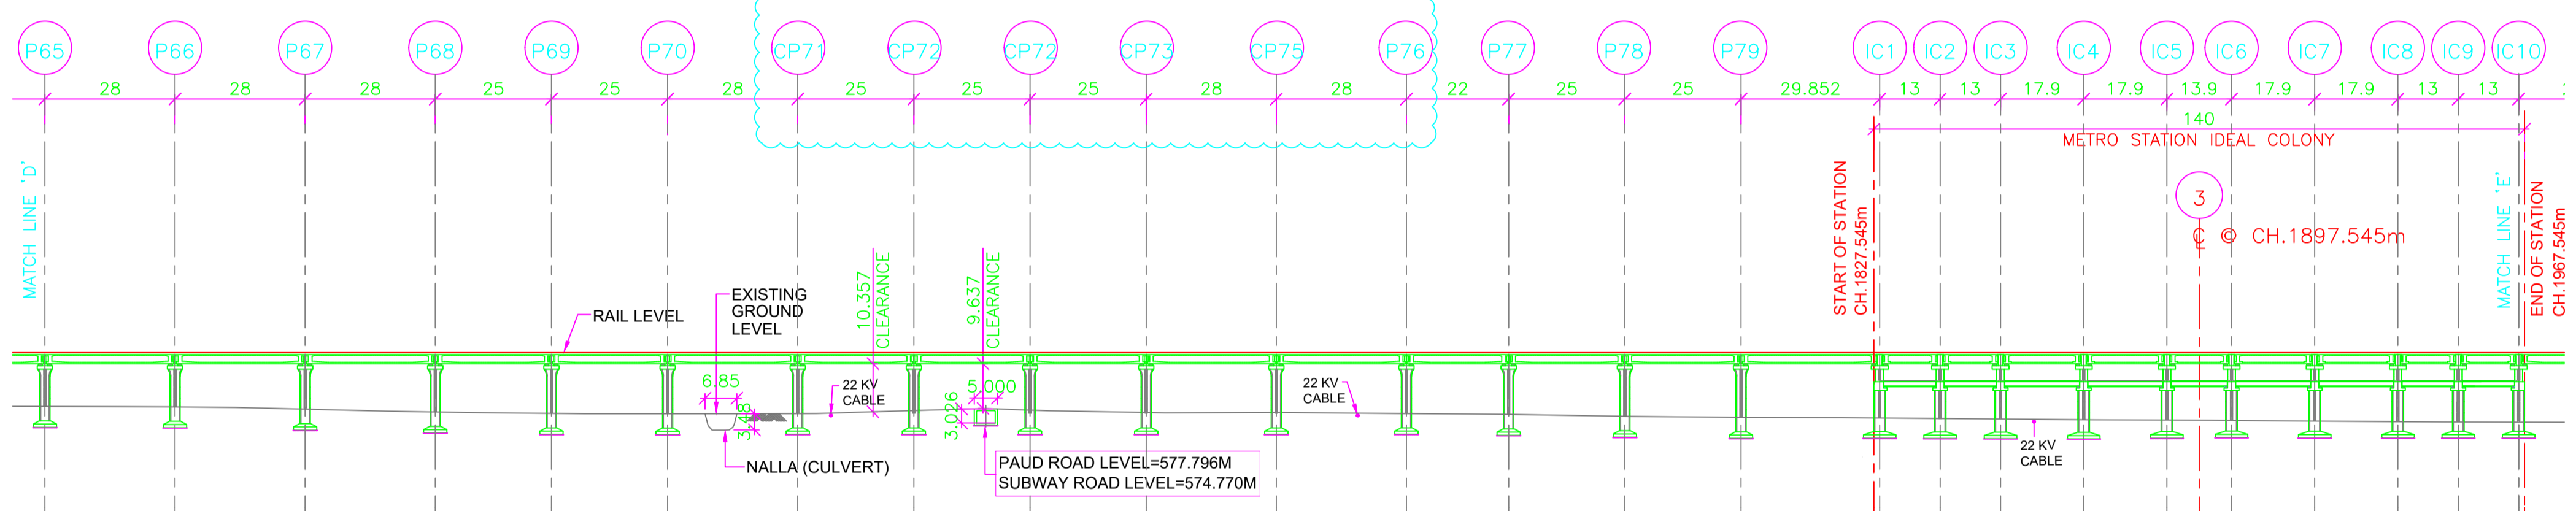 P65 P66 P67 P68 P69 P70 CP71 CP72 CP72 CP73 CP75 P76 P77 P78 P79 IC1 IC2 IC3 IC4 IC5 IC6 IC7 IC8 IC9 IC10
28 28 28 25 25 28 25 25 25 28 28 22 25 25 29.852 13 13 17.9 17.9 13.9 17.9 17.9 13 13
140
METRO STATION IDEAL COLONY
MATCH LINE 'D'
START OF STATION
CH.1827.545m
3
℄ @ CH.1897.545m
MATCH LINE 'E'
END OF STATION
CH.1967.545m
RAIL LEVEL
EXISTING
GROUND
LEVEL
10.357
CLEARANCE
9.637
CLEARANCE
6.85
3.48
22 KV
CABLE
5.000
3.026
22 KV
CABLE
NALLA (CULVERT)
PAUD ROAD LEVEL=577.796M
SUBWAY ROAD LEVEL=574.770M
22 KV
CABLE